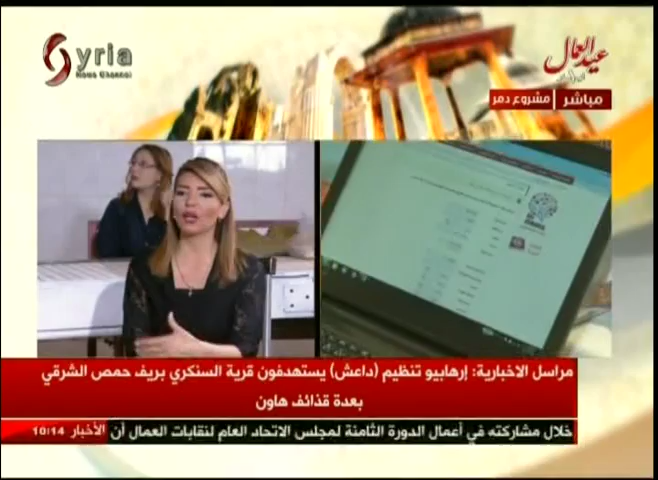 Syria
News Channel
عيد العمال
مباشر مشروع دمر
مراسل الاخبارية: إرهابيو تنظيم (داعش) يستهدفون قرية السنكري بريف حمص الشرقي
بعدة قذائف هاون
خلال مشاركته في أعمال الدورة الثامنة لمجلس الاتحاد العام لنقابات العمال أن
الأخبار 10:14